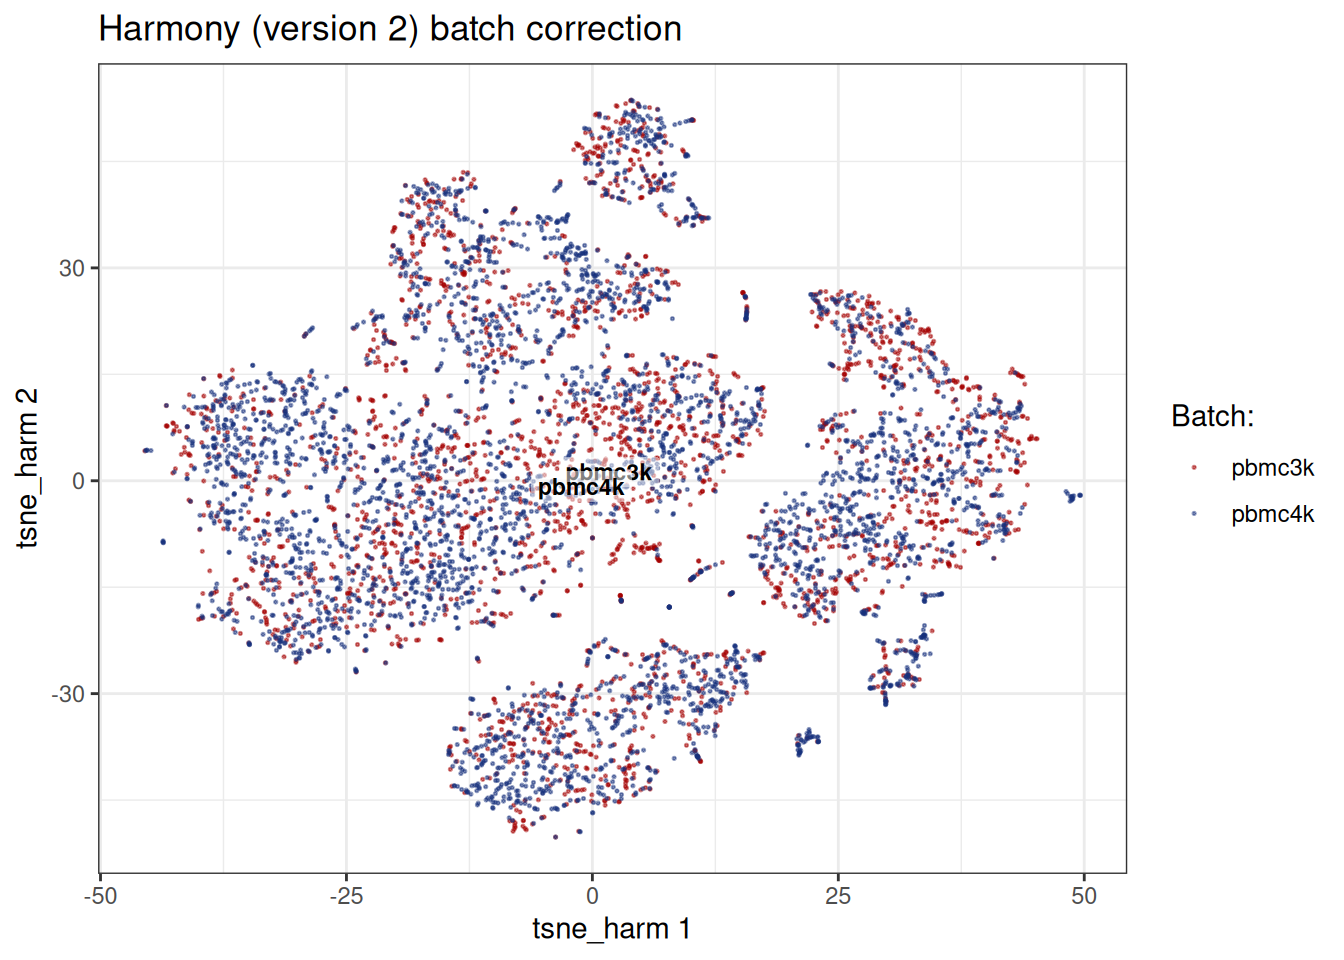 Harmony (version 2) batch correction
tsne_harm 2
30
0
-30
pbmc3k
pbmc4k
-50
-25
0
25
50
tsne_harm 1
Batch:
pbmc3k
pbmc4k